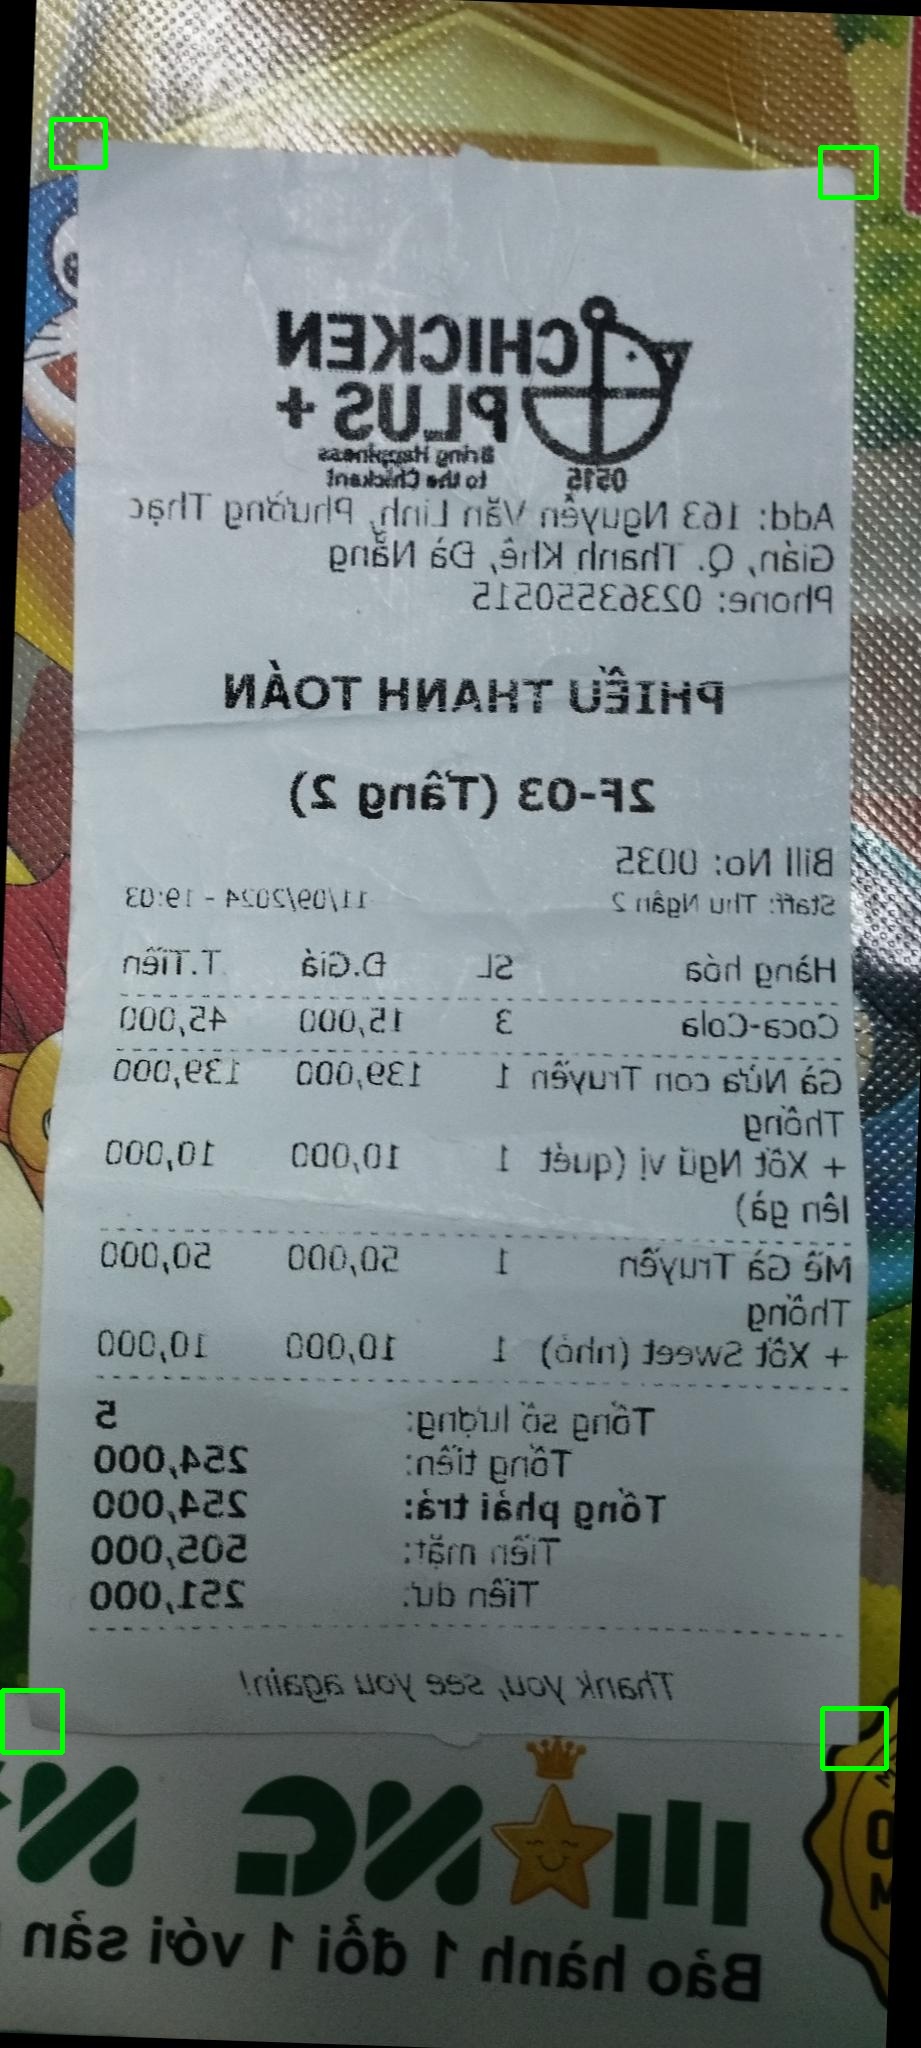 CHICKEN
PLUS+
Bring Happiness
to the Chickent
0515
Add: 163 Nguyễn Văn Linh, Phường Thạc
Gián, Q. Thanh Khê, Đà Nẵng
Phone: 02363550515
PHIẾU THANH TOÁN
2F-03 (Tầng 2)
Bill No: 0035
Staff: Thu Ngân 2 11/09/2024 - 19:03
Hàng hóa SL Đ.Giá T.Tiền
Coca-Cola 3 15,000 45,000
Gà Nửa con Truyền 1 139,000 139,000
Thống
+ Xốt Ngũ vị (quét 1 10,000 10,000
lên gà)
Mề Gà Truyền 1 50,000 50,000
Thống
+ Xốt Sweet (nhỏ) 1 10,000 10,000
Tổng số lượng: 5
Tổng tiền: 254,000
Tổng phải trả: 254,000
Tiền mặt: 505,000
Tiền dư: 251,000
Thank you, see you again!
Bảo hành 1 đổi 1 với sản